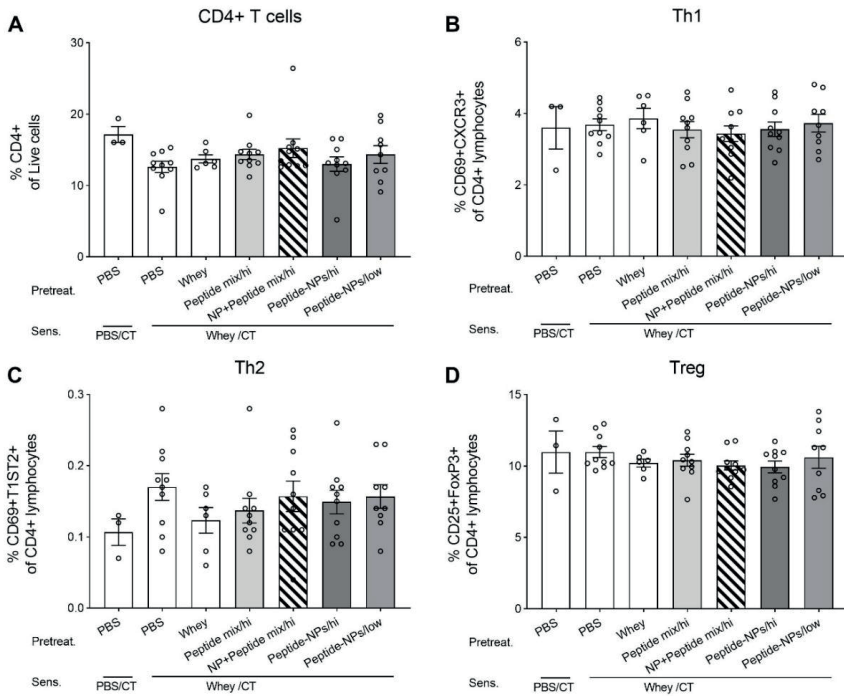 A
CD4+ T cells
% CD4+
of Live cells
30
20
10
0
PBS
PBS
Whey
Peptide mix/hi
NP+Peptide mix/hi
Peptide-NPs/hi
Peptide-NPs/low
Pretreat.
Sens.
PBS/CT
Whey /CT
B
Th1
% CD69+CXCR3+
of CD4+ lymphocytes
6
4
2
0
PBS
PBS
Whey
Peptide mix/hi
NP+Peptide mix/hi
Peptide-NPs/hi
Peptide-NPs/low
Pretreat.
Sens.
PBS/CT
Whey /CT
C
Th2
% CD69+T1ST2+
of CD4+ lymphocytes
0.3
0.2
0.1
0.0
PBS
PBS
Whey
Peptide mix/hi
NP+Peptide mix/hi
Peptide-NPs/hi
Peptide-NPs/low
Pretreat.
Sens.
PBS/CT
Whey /CT
D
Treg
% CD25+FoxP3+
of CD4+ lymphocytes
15
10
5
0
PBS
PBS
Whey
Peptide mix/hi
NP+Peptide mix/hi
Peptide-NPs/hi
Peptide-NPs/low
Pretreat.
Sens.
PBS/CT
Whey /CT